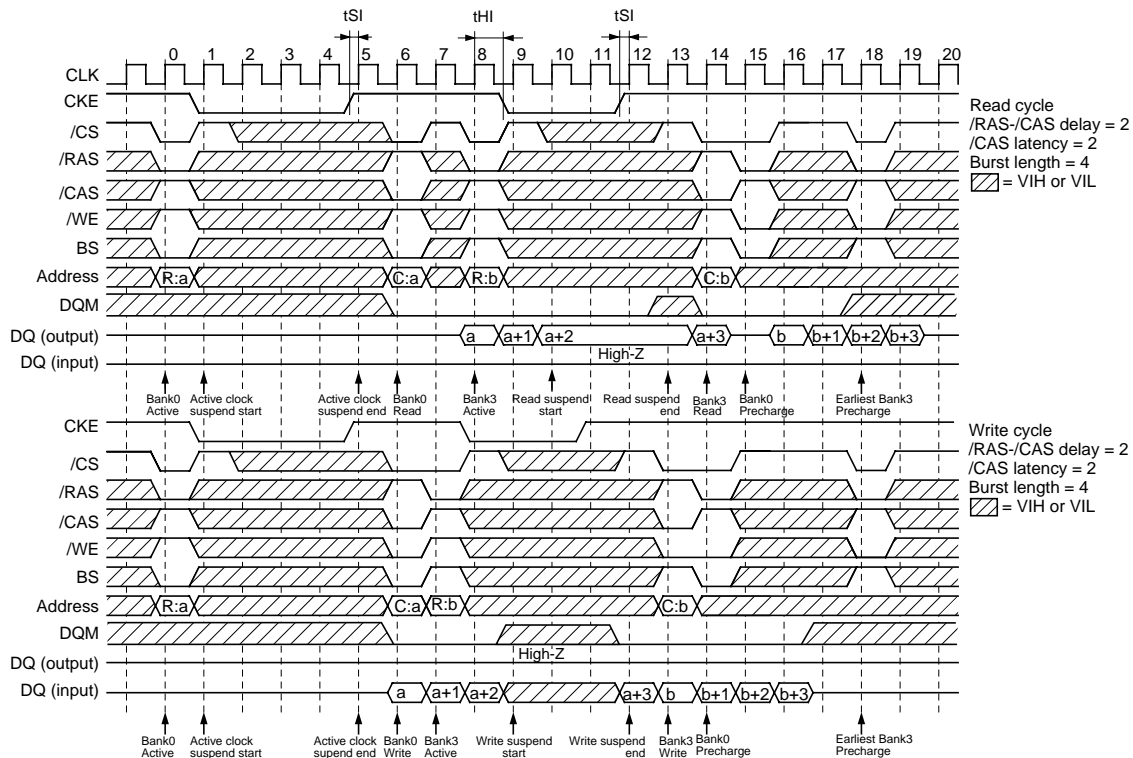 tSI tHI tSI
0 1 2 3 4 5 6 7 8 9 10 11 12 13 14 15 16 17 18 19 20
CLK
CKE
/CS
/RAS
/CAS
/WE
BS
Address R:a C:a R:b C:b
DQM
DQ (output) a a+1 a+2 a+3 b b+1 b+2 b+3
High-Z
DQ (input)
Bank0 Active
Active clock suspend start
Active clock suspend end
Bank0 Read
Bank3 Active
Read suspend start
Read suspend end
Bank3 Read
Bank0 Precharge
Earliest Bank3 Precharge
Read cycle
/RAS-/CAS delay = 2
/CAS latency = 2
Burst length = 4
= VIH or VIL
CKE
/CS
/RAS
/CAS
/WE
BS
Address R:a C:a R:b C:b
DQM
High-Z
DQ (output)
DQ (input) a a+1 a+2 a+3 b b+1 b+2 b+3
Bank0 Active
Active clock suspend start
Active clock supend end
Bank0 Write
Bank3 Active
Write suspend start
Write suspend end
Bank3 Write
Bank0 Precharge
Earliest Bank3 Precharge
Write cycle
/RAS-/CAS delay = 2
/CAS latency = 2
Burst length = 4
= VIH or VIL